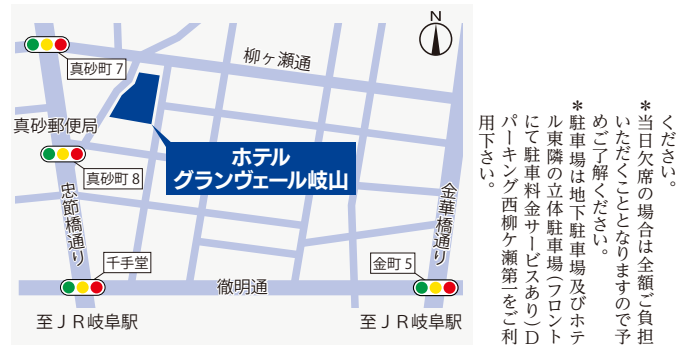 N
柳ヶ瀬通
真砂町7
真砂郵便局
ホテル
グランヴェール岐山
真砂町8
忠節橋通り
金華橋通り
千手堂
金町5
徹明通
至JR岐阜駅
至JR岐阜駅
ください。
＊当日欠席の場合は全額ご負担
いただくこととなりますので予
めご了解ください。
＊駐車場は地下駐車場及びホテ
ル東隣の立体駐車場（フロント
にて駐車料金サービスあり）D
パーキング西柳ケ瀬第一をご利
用下さい。